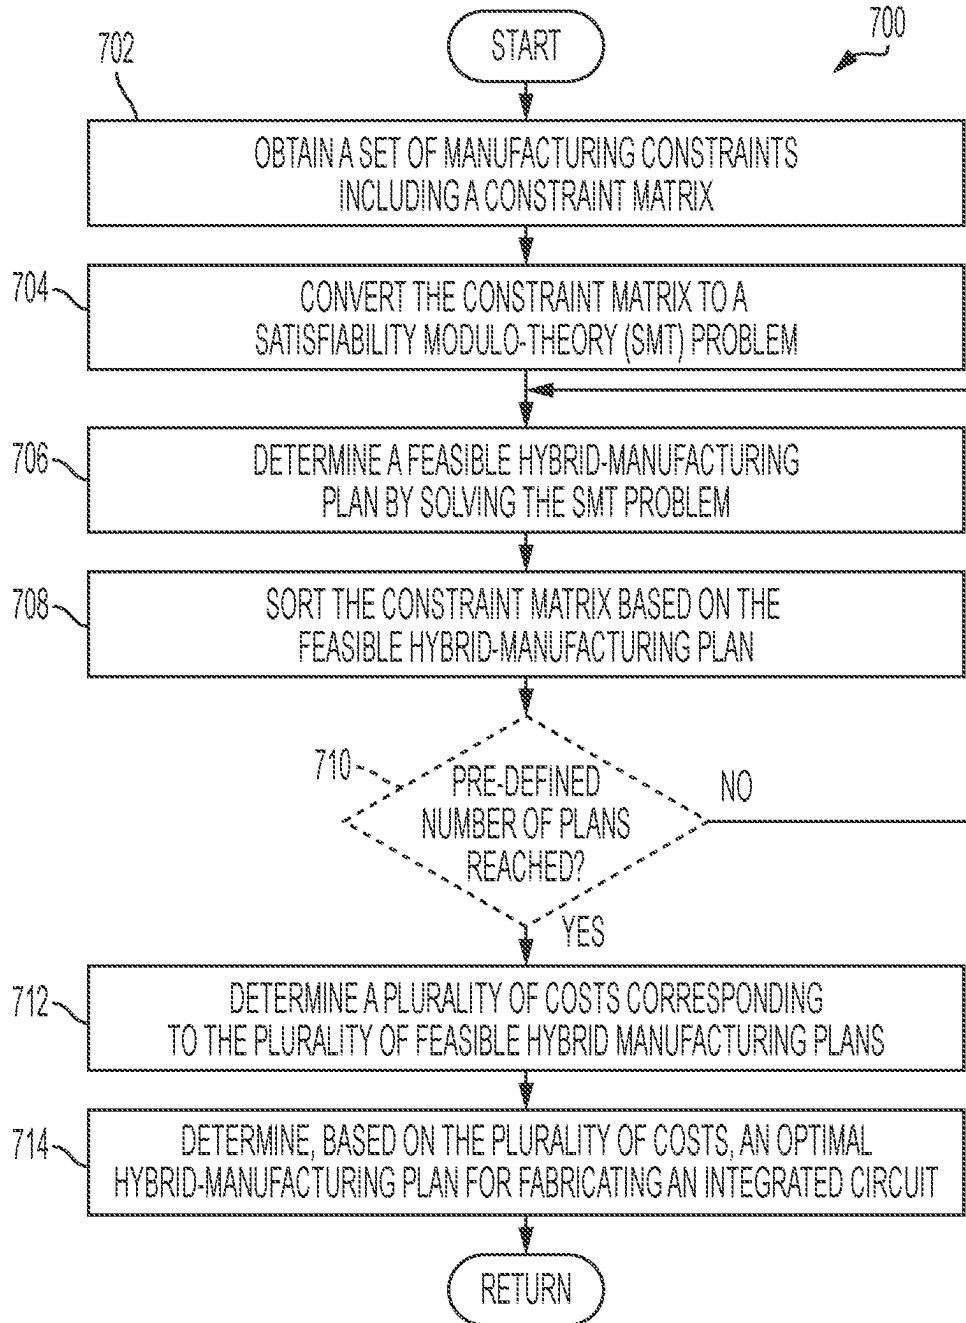 700
START
702
OBTAIN A SET OF MANUFACTURING CONSTRAINTS
INCLUDING A CONSTRAINT MATRIX
704
CONVERT THE CONSTRAINT MATRIX TO A
SATISFIABILITY MODULO-THEORY (SMT) PROBLEM
706
DETERMINE A FEASIBLE HYBRID-MANUFACTURING
PLAN BY SOLVING THE SMT PROBLEM
708
SORT THE CONSTRAINT MATRIX BASED ON THE
FEASIBLE HYBRID-MANUFACTURING PLAN
710
PRE-DEFINED
NUMBER OF PLANS
REACHED?
NO
YES
712
DETERMINE A PLURALITY OF COSTS CORRESPONDING
TO THE PLURALITY OF FEASIBLE HYBRID MANUFACTURING PLANS
714
DETERMINE, BASED ON THE PLURALITY OF COSTS, AN OPTIMAL
HYBRID-MANUFACTURING PLAN FOR FABRICATING AN INTEGRATED CIRCUIT
RETURN